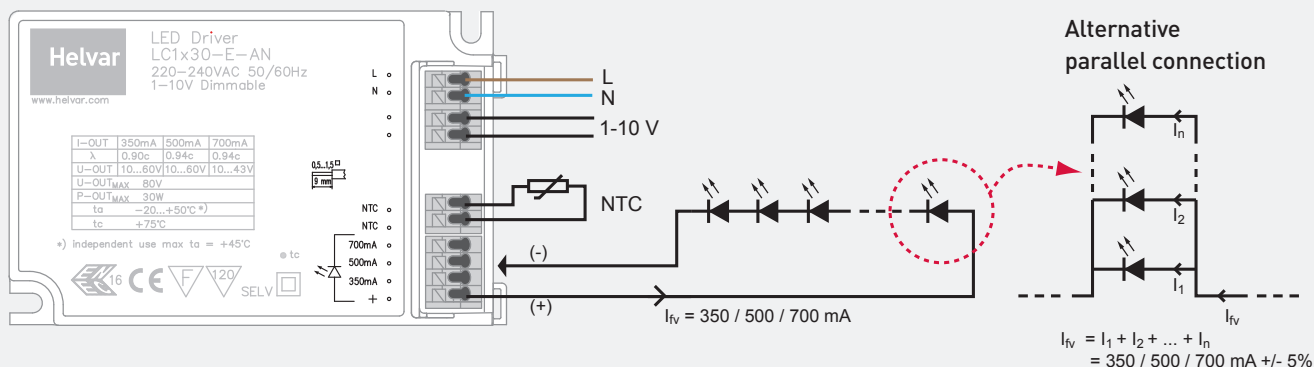 Helvar
www.helvar.com
LED Driver
LC1x30-E-AN
220-240VAC 50/60Hz
1-10V Dimmable
I-OUT 350mA 500mA 700mA
λ 0.90c 0.94c 0.94c
U-OUT 10...60V 10...60V 10...43V
U-OUTMAX 80V
P-OUTMAX 30W
ta -20...+50°C *)
tc +75°C
*) independent use max ta = +45°C
16
F
120
SELV
tc
0,5...1,5
9 mm
L
N
NTC
NTC
700mA
500mA
350mA
+
L
N
1-10 V
NTC
(-)
(+)
Ifv = 350 / 500 / 700 mA
Alternative
parallel connection
In
I2
I1
Ifv
Ifv = I1 + I2 + ... + In
= 350 / 500 / 700 mA +/- 5%